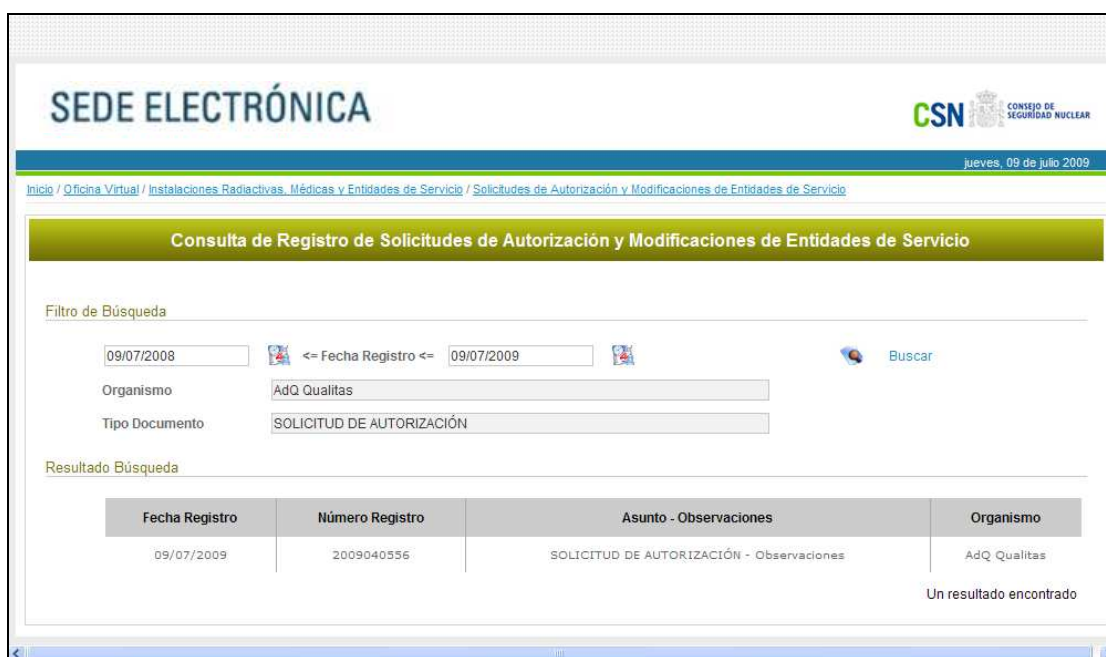 SEDE ELECTRÓNICA
CSN CONSEJO DE SEGURIDAD NUCLEAR
jueves, 09 de julio 2009
Inicio / Oficina Virtual / Instalaciones Radiactivas, Médicas y Entidades de Servicio / Solicitudes de Autorización y Modificaciones de Entidades de Servicio
Consulta de Registro de Solicitudes de Autorización y Modificaciones de Entidades de Servicio
Filtro de Búsqueda
09/07/2008 <= Fecha Registro <= 09/07/2009 Buscar
Organismo AdQ Qualitas
Tipo Documento SOLICITUD DE AUTORIZACIÓN
Resultado Búsqueda
Fecha Registro Número Registro Asunto - Observaciones Organismo
09/07/2009 2009040556 SOLICITUD DE AUTORIZACIÓN - Observaciones AdQ Qualitas
Un resultado encontrado